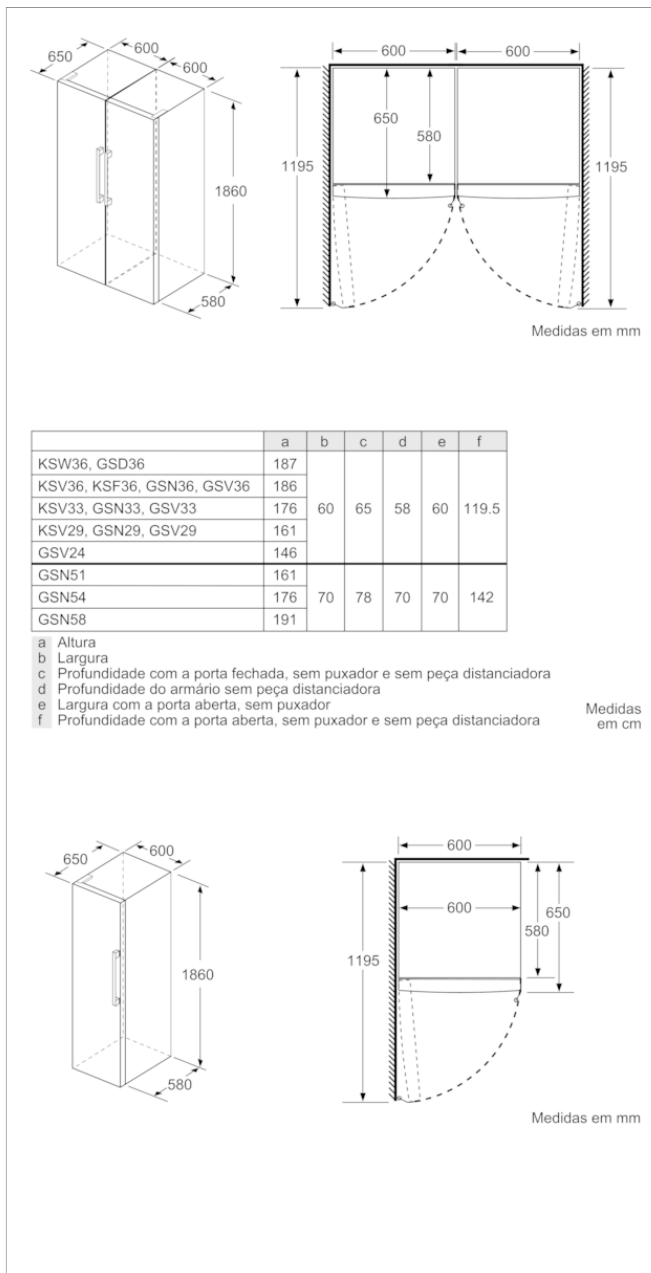 650 600 600
1860
580
600 600
650 580
1195 1195
Medidas em mm
a b c d e f
KSW36, GSD36 187
KSV36, KSF36, GSN36, GSV36 186
KSV33, GSN33, GSV33 176 60 65 58 60 119.5
KSV29, GSN29, GSV29 161
GSV24 146
GSN51 161
GSN54 176 70 78 70 70 142
GSN58 191
a Altura
b Largura
c Profundidade com a porta fechada, sem puxador e sem peça distanciadora
d Profundidade do armário sem peça distanciadora
e Largura com a porta aberta, sem puxador
f Profundidade com a porta aberta, sem puxador e sem peça distanciadora
Medidas
em cm
650 600
1860
580
600
600
650
580
1195
Medidas em mm